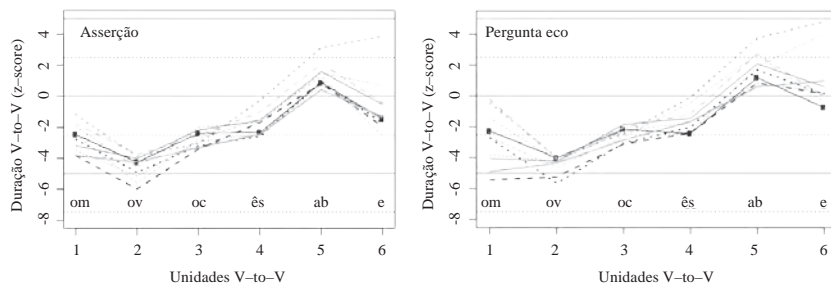 Asserção
Duração V–to–V (z–score)
4
2
0
-2
-4
-6
-8
om ov oc ês ab e
1 2 3 4 5 6
Unidades V–to–V
Pergunta eco
Duração V–to–V (z–score)
4
2
0
-2
-4
-6
-8
om ov oc ês ab e
1 2 3 4 5 6
Unidades V–to–V